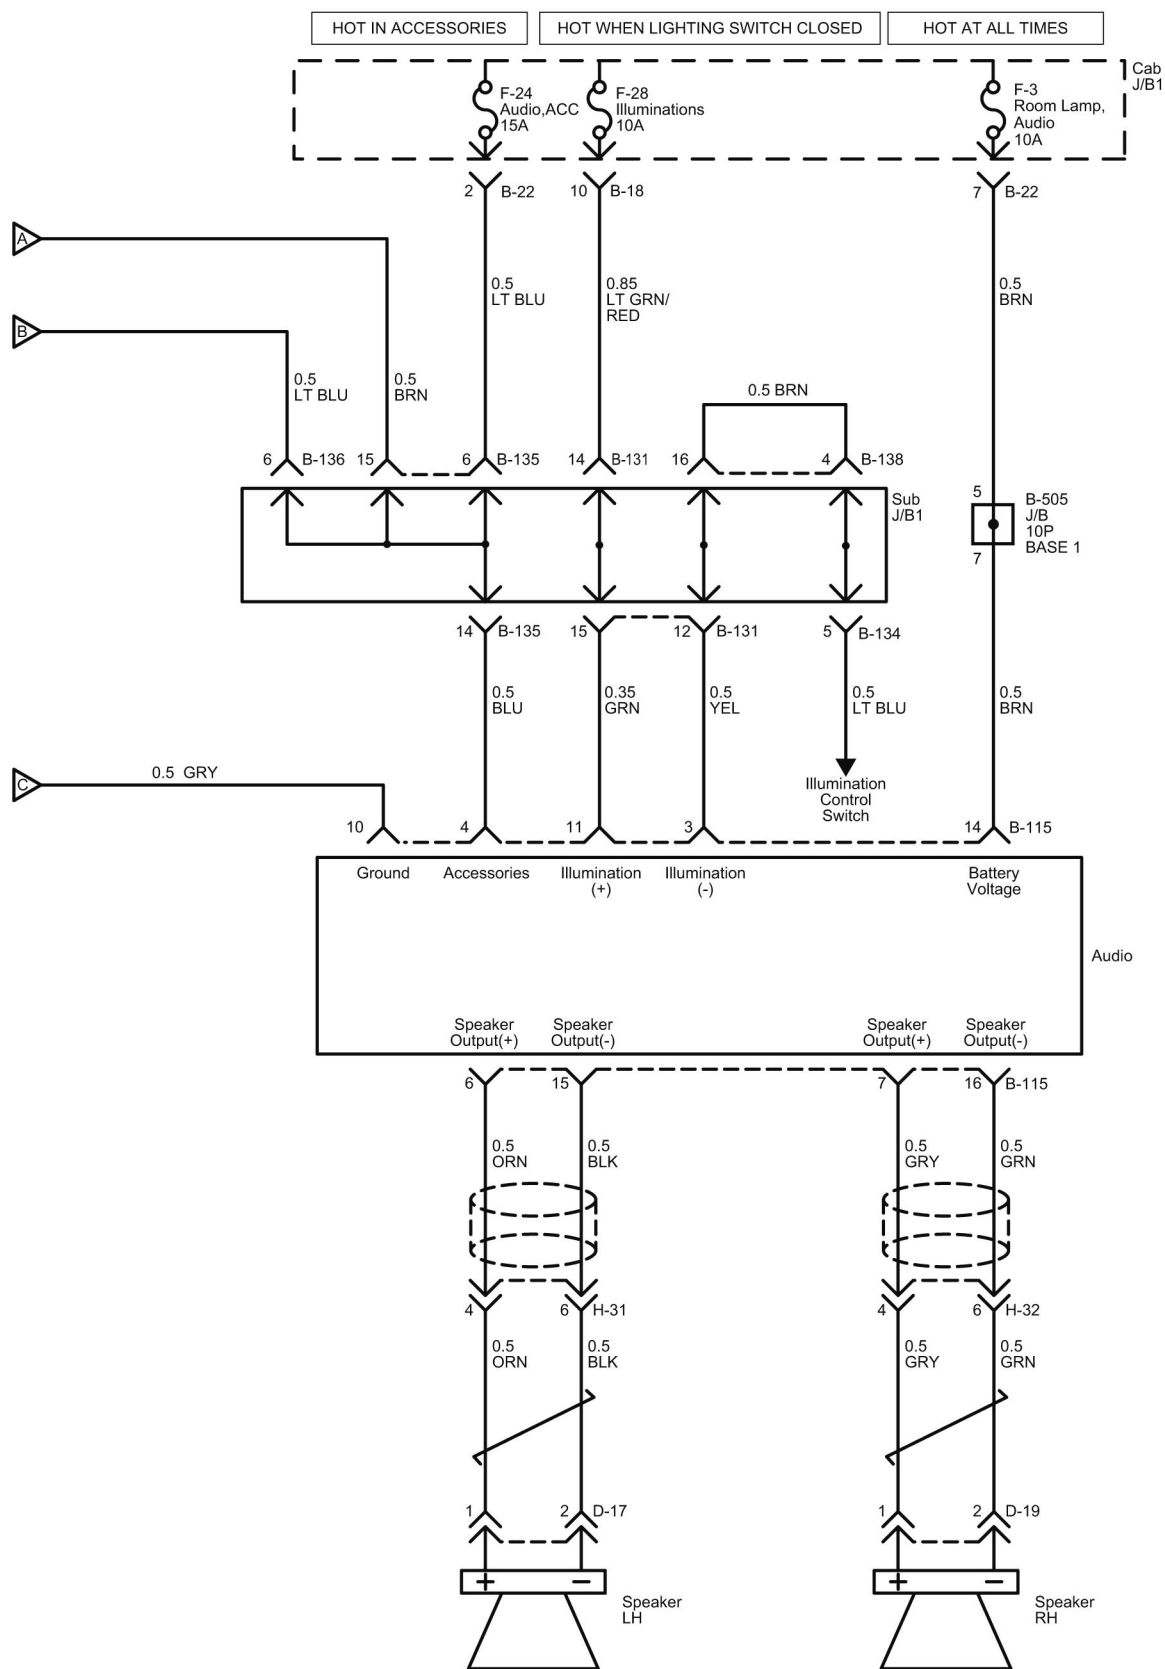 HOT IN ACCESSORIES
HOT WHEN LIGHTING SWITCH CLOSED
HOT AT ALL TIMES
Cab
J/B1
F-24
Audio,ACC
15A
F-28
Illuminations
10A
F-3
Room Lamp,
Audio
10A
2
B-22
10
B-18
7
B-22
A
B
0.5
LT BLU
0.85
LT GRN/
RED
0.5
BRN
0.5
LT BLU
0.5
BRN
0.5 BRN
6
B-136
15
6
B-135
14
B-131
16
4
B-138
Sub
J/B1
5
B-505
J/B
10P
BASE 1
7
14
B-135
15
12
B-131
5
B-134
0.5
BLU
0.35
GRN
0.5
YEL
0.5
LT BLU
0.5
BRN
C
0.5 GRY
Illumination
Control
Switch
10
4
11
3
14
B-115
Ground
Accessories
Illumination
(+)
Illumination
(-)
Battery
Voltage
Audio
Speaker
Output(+)
Speaker
Output(-)
Speaker
Output(+)
Speaker
Output(-)
6
15
7
16
B-115
0.5
ORN
0.5
BLK
0.5
GRY
0.5
GRN
4
6
H-31
4
6
H-32
0.5
ORN
0.5
BLK
0.5
GRY
0.5
GRN
1
2
D-17
1
2
D-19
+
−
+
−
Speaker
LH
Speaker
RH